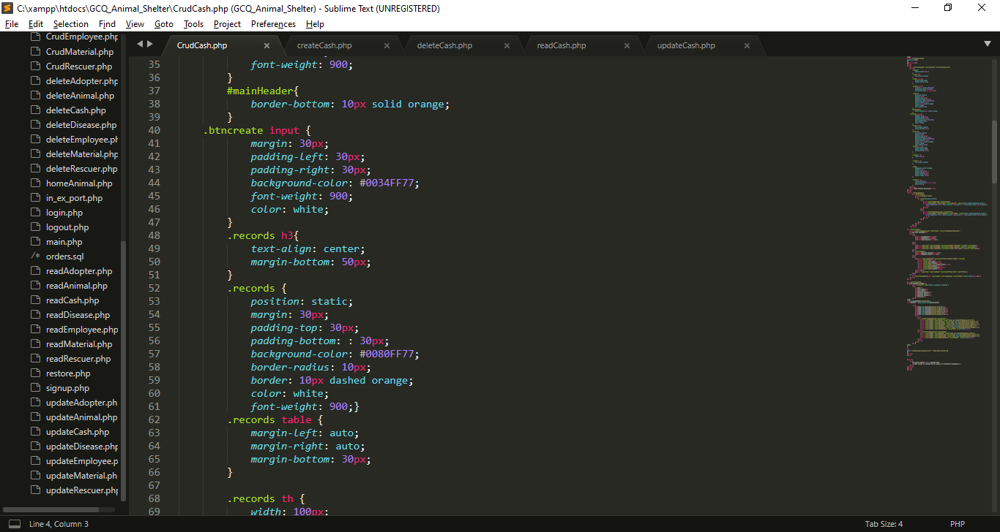 C:\xampp\htdocs\GCQ_Animal_Shelter\CrudCash.php (GCQ_Animal_Shelter) - Sublime Text (UNREGISTERED)
File Edit Selection Find View Goto Tools Project Preferences Help
CrudEmployee.php
CrudMaterial.php
CrudRescuer.php
deleteAdopter.php
deleteAnimal.php
deleteCash.php
deleteDisease.php
deleteEmployee.ph
deleteMaterial.php
deleteRescuer.php
homeAnimal.php
in_ex_port.php
login.php
logout.php
main.php
/* orders.sql
readAdopter.php
readAnimal.php
readCash.php
readDisease.php
readEmployee.php
readMaterial.php
readRescuer.php
restore.php
signup.php
updateAdopter.ph
updateAnimal.php
updateCash.php
updateDisease.php
updateEmployee.p
updateMaterial.ph
updateRescuer.php
CrudCash.php × createCash.php × deleteCash.php × readCash.php × updateCash.php ×
35 font-weight: 900;
36 }
37 #mainHeader{
38 border-bottom: 10px solid orange;
39 }
40 .btncreate input {
41 margin: 30px;
42 padding-left: 30px;
43 padding-right: 30px;
44 background-color: #0034FF77;
45 font-weight: 900;
46 color: white;
47 }
48 .records h3{
49 text-align: center;
50 margin-bottom: 50px;
51 }
52 .records {
53 position: static;
54 margin: 30px;
55 padding-top: 30px;
56 padding-bottom: : 30px;
57 background-color: #0080FF77;
58 border-radius: 10px;
59 border: 10px dashed orange;
60 color: white;
61 font-weight: 900;}
62 .records table {
63 margin-left: auto;
64 margin-right: auto;
65 margin-bottom: 30px;
66 }
67
68 .records th {
69 width: 100px;
Line 4, Column 3 Tab Size: 4 PHP